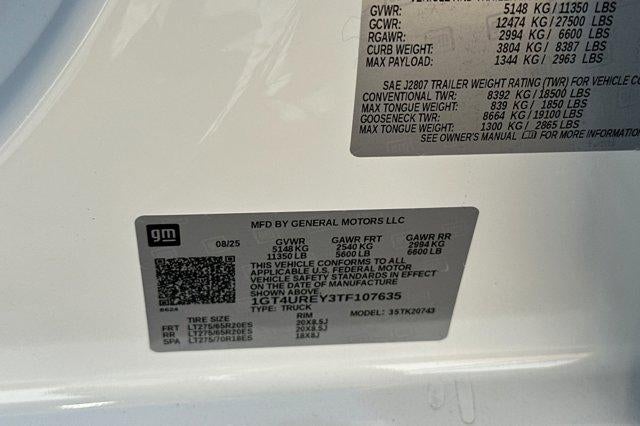 GVWR: 5148 KG / 11350 LBS
GCWR: 12474 KG / 27500 LBS
RGAWR: 2994 KG / 6600 LBS
CURB WEIGHT: 3804 KG / 8387 LBS
MAX PAYLOAD: 1344 KG / 2963 LBS
SAE J2807 TRAILER WEIGHT RATING (TWR) FOR VEHICLE CO
CONVENTIONAL TWR: 8392 KG / 18500 LBS
MAX TONGUE WEIGHT: 839 KG / 1850 LBS
GOOSENECK TWR: 8664 KG / 19100 LBS
MAX TONGUE WEIGHT: 1300 KG / 2865 LBS
SEE OWNER'S MANUAL FOR MORE INFORMATION
gm
MFD BY GENERAL MOTORS LLC
08/25 GVWR GAWR FRT GAWR RR
5148 KG 2540 KG 2994 KG
11350 LB 5600 LB 6600 LB
THIS VEHICLE CONFORMS TO ALL
APPLICABLE U.S. FEDERAL MOTOR
VEHICLE SAFETY STANDARDS IN EFFECT
ON THE DATE OF MANUFACTURE
1GT4UREY3TF107635
8624 TYPE: TRUCK
TIRE SIZE RIM 35TK20743
FRT LT275/65R20ES 20X8.5J
RR LT275/65R20ES 20X8.5J
SPA LT275/70R18ES 18X8J